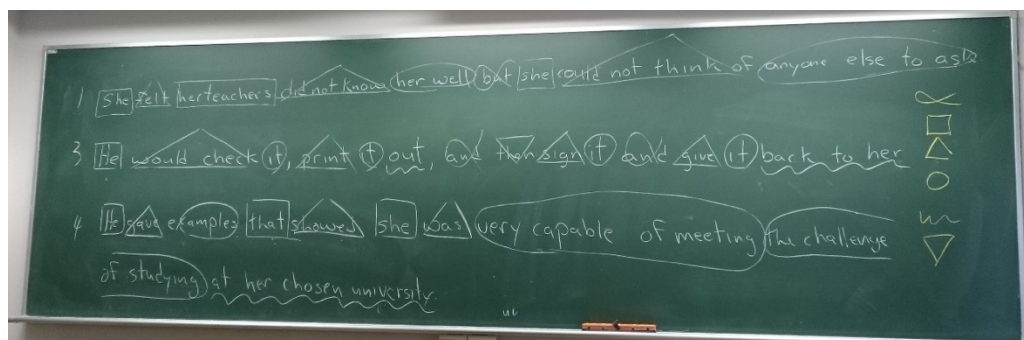 1 She felt her teachers did not know her well but she could not think of anyone else to ask
3 He would check it, print it out, and then sign it and give it back to her
4 He gave examples that showed she was very capable of meeting the challenge
of studying at her chosen university